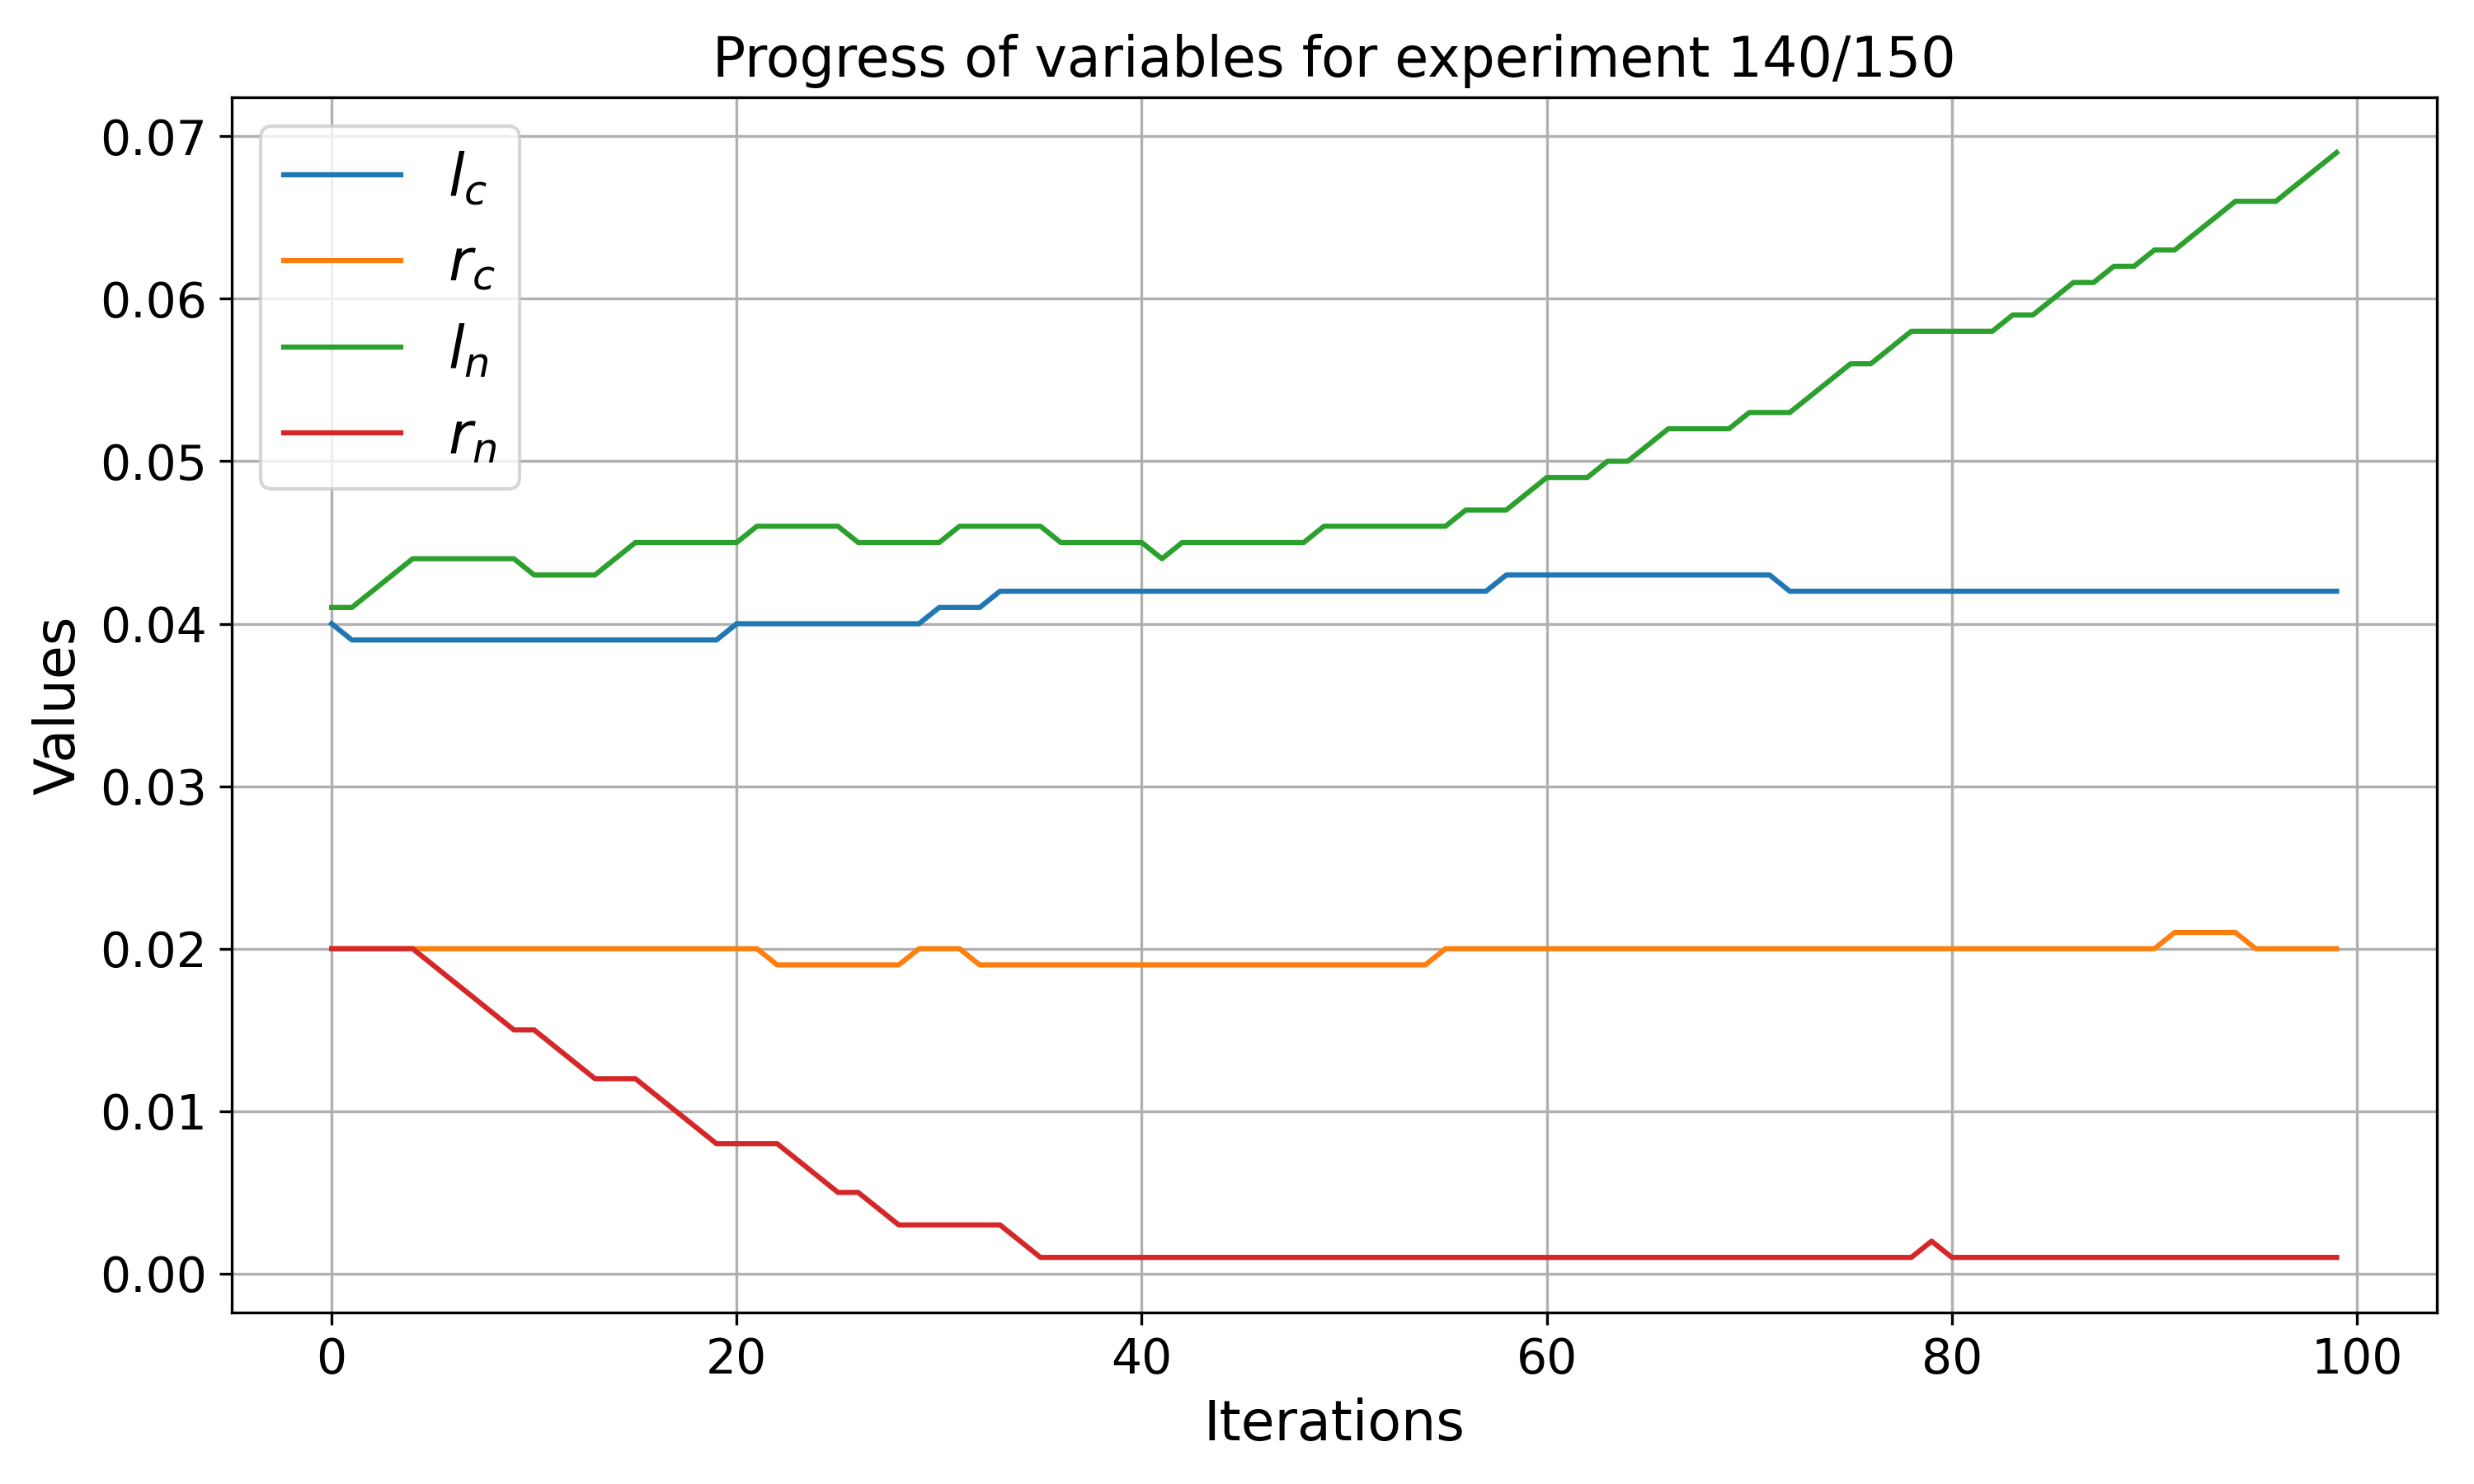 Progress of variables for experiment 140/150
l_c
r_c
l_n
r_n
0.07
0.06
0.05
0.04
0.03
0.02
0.01
0.00
Values
0 20 40 60 80 100
Iterations